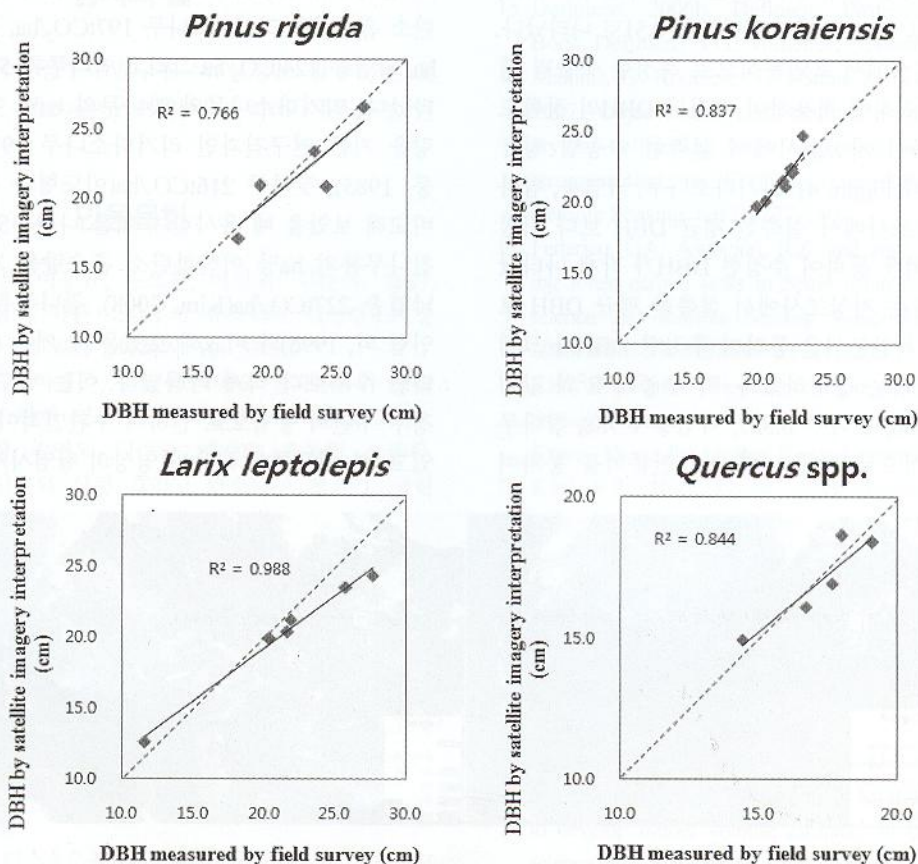 Pinus rigida
DBH by satellite imagery interpretation
(cm)
30.0
25.0
20.0
15.0
10.0
R² = 0.766
10.0 15.0 20.0 25.0 30.0
DBH measured by field survey (cm)
Pinus koraiensis
DBH by satellite imagery interpretation
(cm)
30.0
25.0
20.0
15.0
10.0
R² = 0.837
10.0 15.0 20.0 25.0 30.0
DBH measured by field survey (cm)
Larix leptolepis
DBH by satellite imagery interpretation
(cm)
30.0
25.0
20.0
15.0
10.0
R² = 0.988
10.0 15.0 20.0 25.0 30.0
DBH measured by field survey (cm)
Quercus spp.
DBH by satellite imagery interpretation
(cm)
20.0
15.0
10.0
R² = 0.844
10.0 15.0 20.0
DBH measured by field survey (cm)